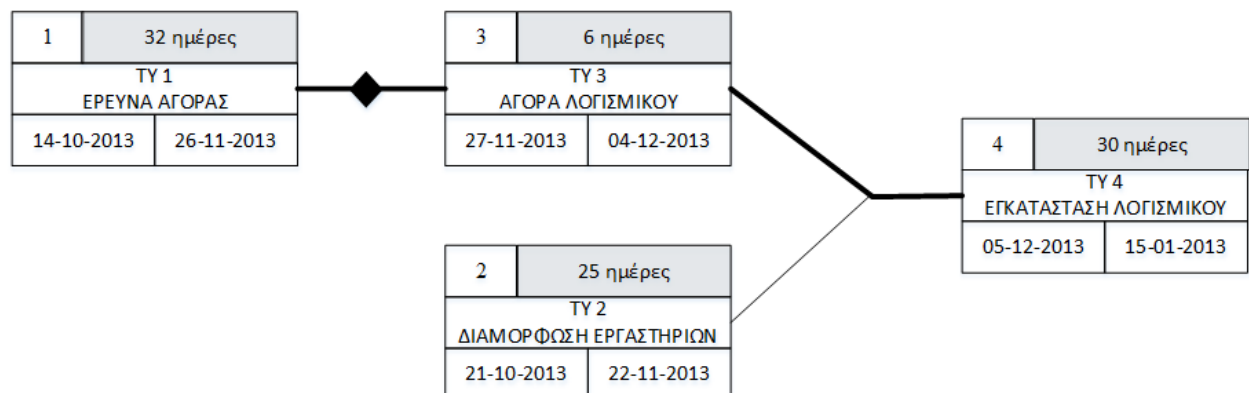 1
32 ημέρες
ΤΥ 1
ΕΡΕΥΝΑ ΑΓΟΡΑΣ
14-10-2013
26-11-2013
3
6 ημέρες
ΤΥ 3
ΑΓΟΡΑ ΛΟΓΙΣΜΙΚΟΥ
27-11-2013
04-12-2013
4
30 ημέρες
ΤΥ 4
ΕΓΚΑΤΑΣΤΑΣΗ ΛΟΓΙΣΜΙΚΟΥ
05-12-2013
15-01-2013
2
25 ημέρες
ΤΥ 2
ΔΙΑΜΟΡΦΩΣΗ ΕΡΓΑΣΤΗΡΙΩΝ
21-10-2013
22-11-2013